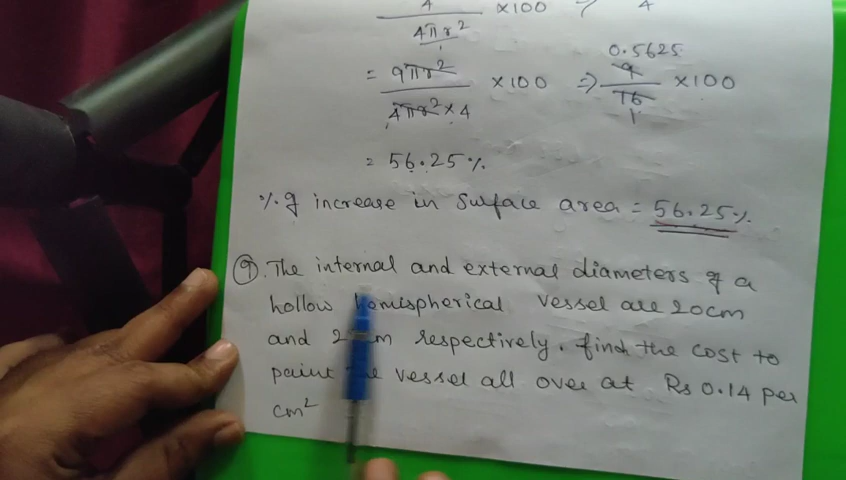 4 × 100 ⇒ 4
4πr²
= 9πr² × 100 ⇒ 9 × 100
4πr² × 4
0.5625
16
1
= 56.25%
% of increase in surface area = 56.25%
⑨. The internal and external diameters of a
hollow hemispherical vessel are 20cm
and respectively. find the cost to
paint vessel all over at Rs 0.14 per
cm²